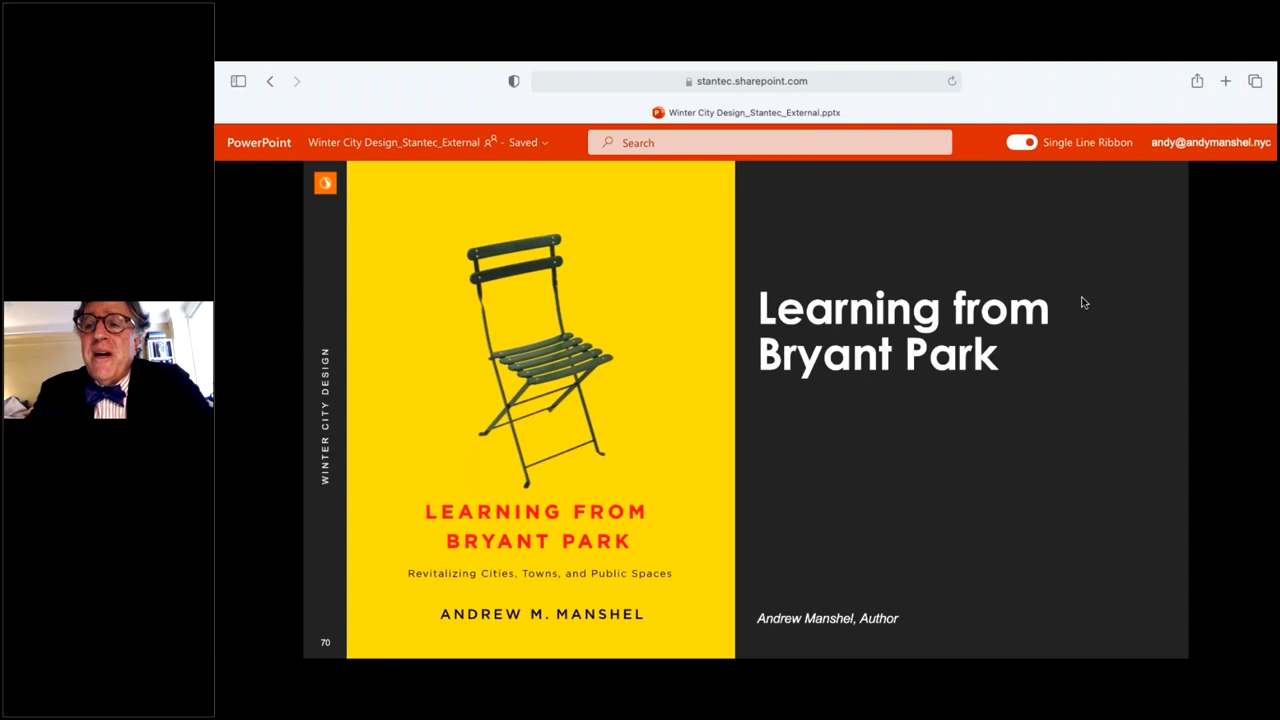 stantec.sharepoint.com
Winter City Design_Stantec_External.pptx
PowerPoint
Winter City Design_Stantec_External - Saved
Search
Single Line Ribbon
andy@andymanshel.nyc
WINTER CITY DESIGN
70
LEARNING FROM
BRYANT PARK
Revitalizing Cities, Towns, and Public Spaces
ANDREW M. MANSHEL
Learning from
Bryant Park
Andrew Manshel, Author